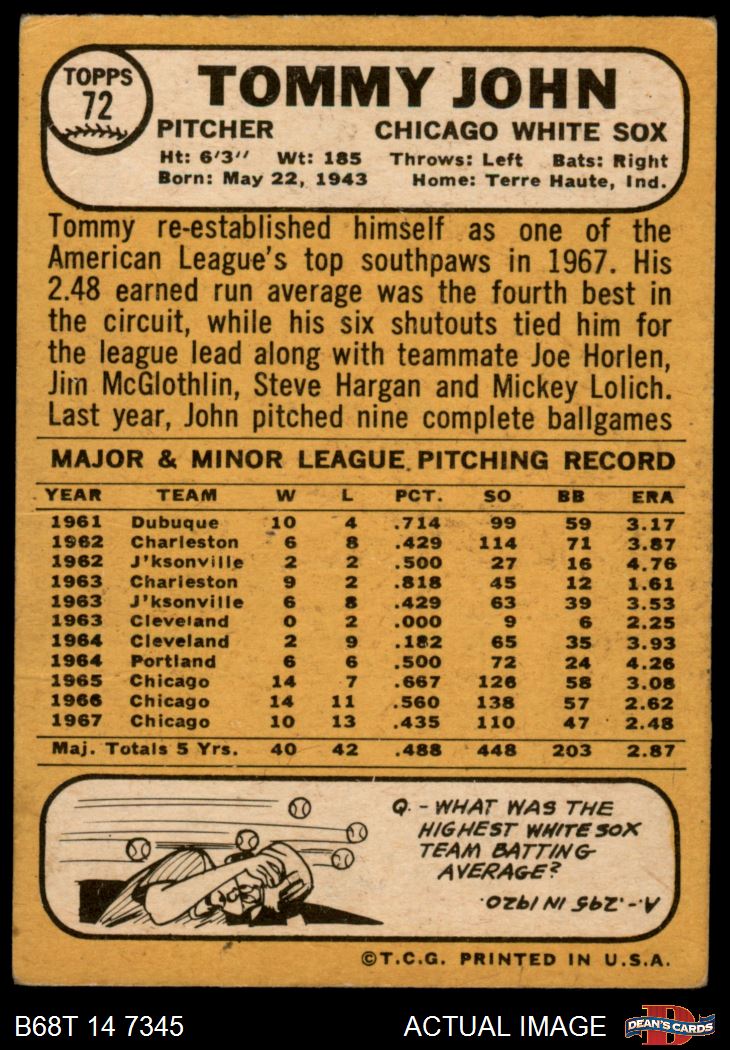 TOPPS
72
TOMMY JOHN
PITCHER CHICAGO WHITE SOX
Ht: 6'3" Wt: 185 Throws: Left Bats: Right
Born: May 22, 1943 Home: Terre Haute, Ind.
Tommy re-established himself as one of the
American League's top southpaws in 1967. His
2.48 earned run average was the fourth best in
the circuit, while his six shutouts tied him for
the league lead along with teammate Joe Horlen,
Jim McGlothlin, Steve Hargan and Mickey Lolich.
Last year, John pitched nine complete ballgames
MAJOR & MINOR LEAGUE PITCHING RECORD
YEAR TEAM W L PCT. SO BB ERA
1961 Dubuque 10 4 .714 99 59 3.17
1962 Charleston 6 8 .429 114 71 3.87
1962 J'ksonville 2 2 .500 27 16 4.76
1963 Charleston 9 2 .818 45 12 1.61
1963 J'ksonville 6 8 .429 63 39 3.53
1963 Cleveland 0 2 .000 9 6 2.25
1964 Cleveland 2 9 .182 65 35 3.93
1964 Portland 6 6 .500 72 24 4.26
1965 Chicago 14 7 .667 126 58 3.08
1966 Chicago 14 11 .560 138 57 2.62
1967 Chicago 10 13 .435 110 47 2.48
Maj. Totals 5 Yrs. 40 42 .488 448 203 2.87
Q.-WHAT WAS THE
HIGHEST WHITE SOX
TEAM BATTING
AVERAGE?
A-.295 IN 1920.
©T.C.G. PRINTED IN U.S.A.
B68T 14 7345 ACTUAL IMAGE
D
DEAN'S CARDS